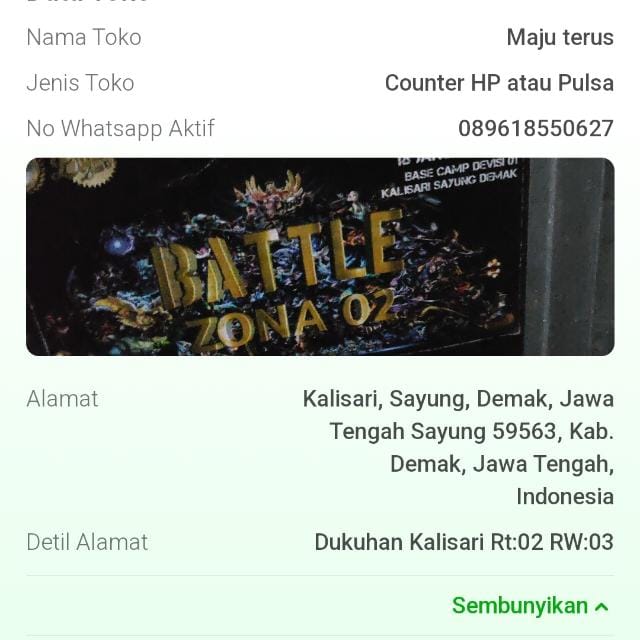 Nama Toko
Maju terus
Jenis Toko
Counter HP atau Pulsa
No Whatsapp Aktif
089618550627
BASE CAMP DEVISI 01
KALISARI SAYUNG DEMAK
BATTLE
ZONA 02
Alamat
Kalisari, Sayung, Demak, Jawa
Tengah Sayung 59563, Kab.
Demak, Jawa Tengah,
Indonesia
Detil Alamat
Dukuhan Kalisari Rt:02 RW:03
Sembunyikan